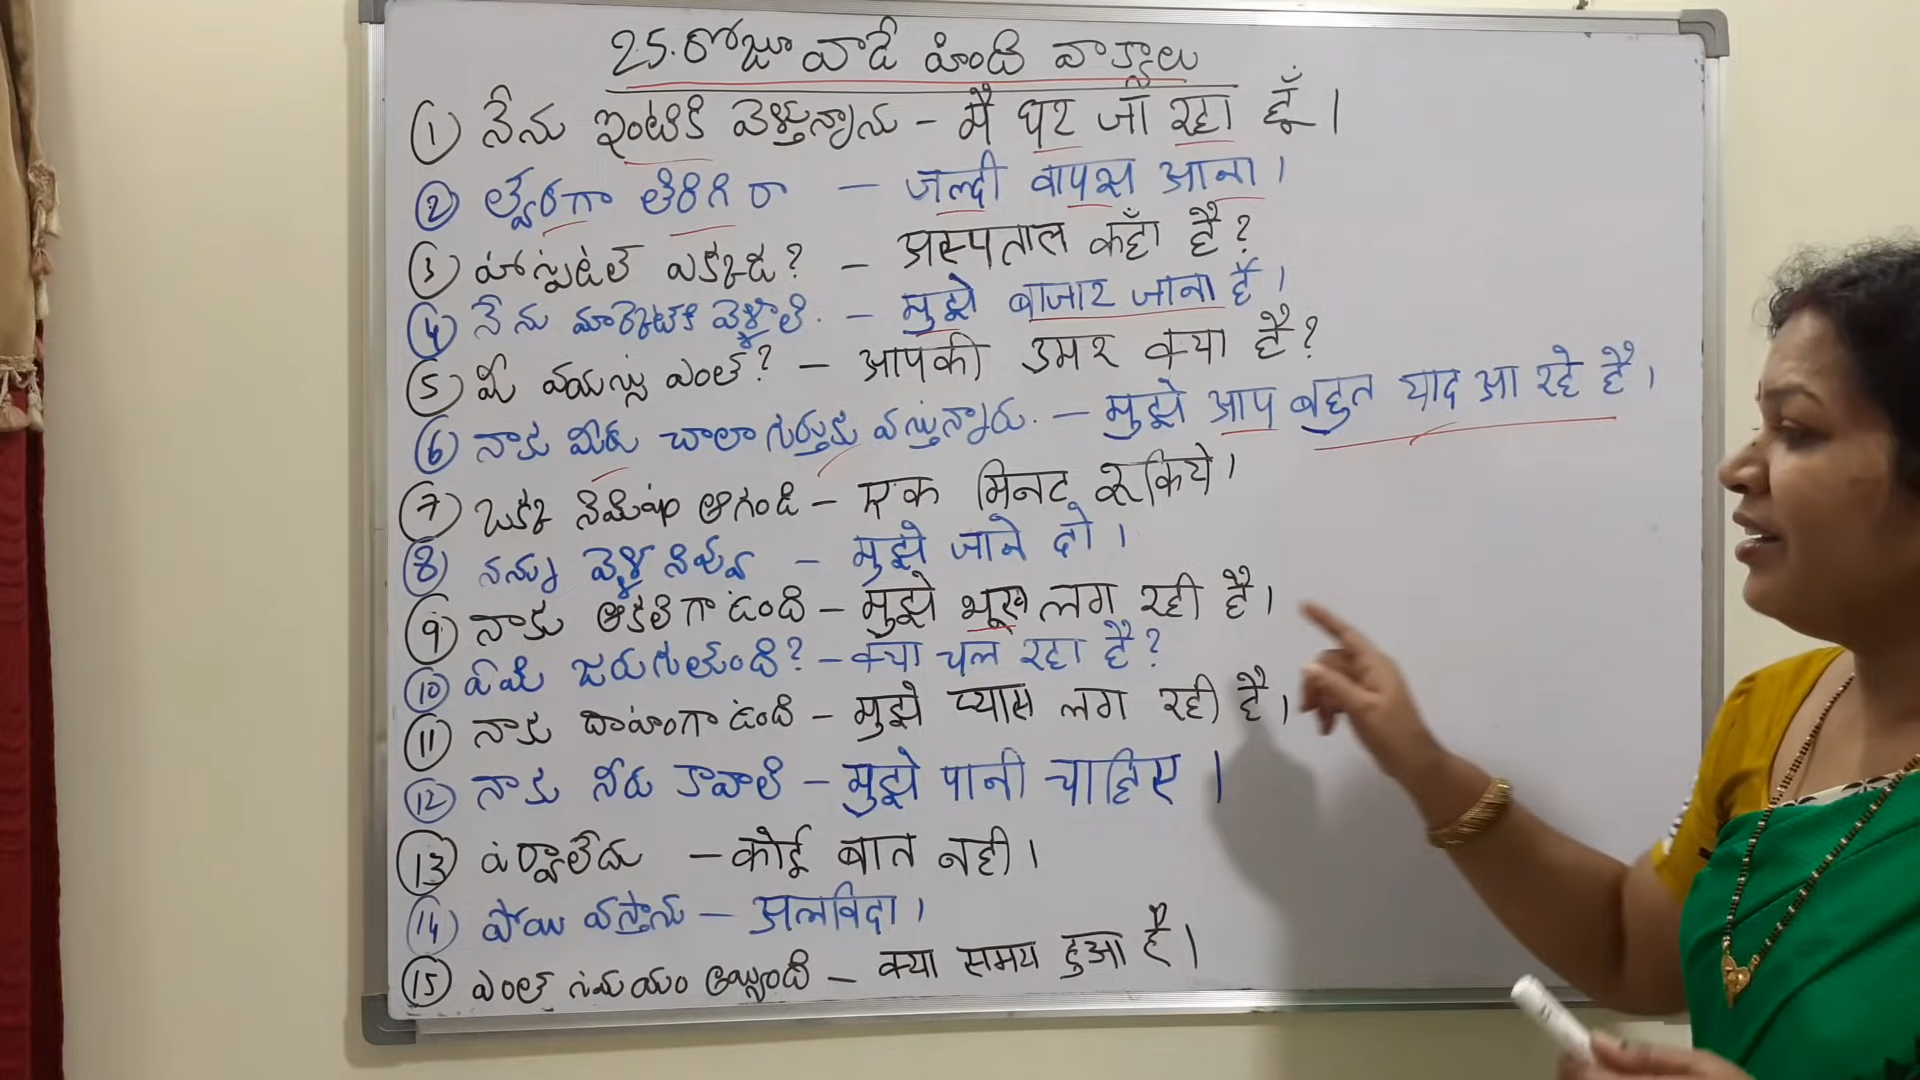 25. రోజూ వాడే హింది వాక్యాలు
① నేను ఇంటికి వెళ్తున్నాను - मै घर जा रहा हूँ।
② త్వరగా తిరిగి రా - जल्दी वापस आना।
③ హాస్పిటల్ ఎక్కడ? - अस्पताल कहाँ है?
④ నేను మార్కెట్‌కి వెళ్ళాలి. - मुझे बाजार जाना है।
⑤ మీ వయస్సు ఎంత? - आपकी उमर क्या है?
⑥ నాకు మీరు చాలా గుర్తుకు వస్తున్నారు. - मुझे आप बहुत याद आ रहे है।
⑦ ఒక్క నిమిషం ఆగండి - एक मिनट रूकिये।
⑧ నన్ను వెళ్ళనివ్వు - मुझे जाने दो।
⑨ నాకు ఆకలిగా ఉంది - मुझे भूख लग रही है।
⑩ ఏమి జరుగుతుంది? - क्या चल रहा है?
⑪ నాకు దాహంగా ఉంది - मुझे प्यास लग रही है।
⑫ నాకు నీరు కావాలి - मुझे पानी चाहिए।
⑬ పర్వాలేదు - कोई बात नही।
⑭ పోయి వస్తాను - अलविदा।
⑮ ఎంత సమయం అయ్యింది - क्या समय हुआ है।